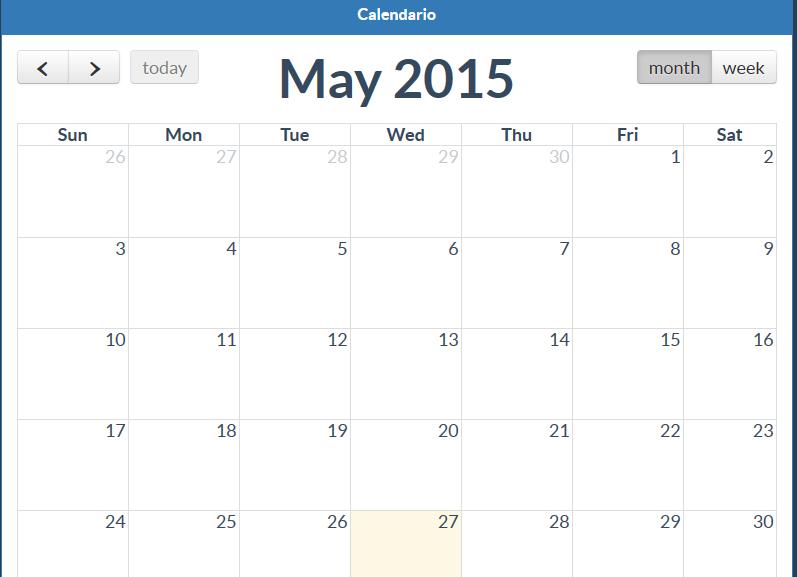 Calendario
today
May 2015
month week
Sun Mon Tue Wed Thu Fri Sat
26 27 28 29 30 1 2
3 4 5 6 7 8 9
10 11 12 13 14 15 16
17 18 19 20 21 22 23
24 25 26 27 28 29 30